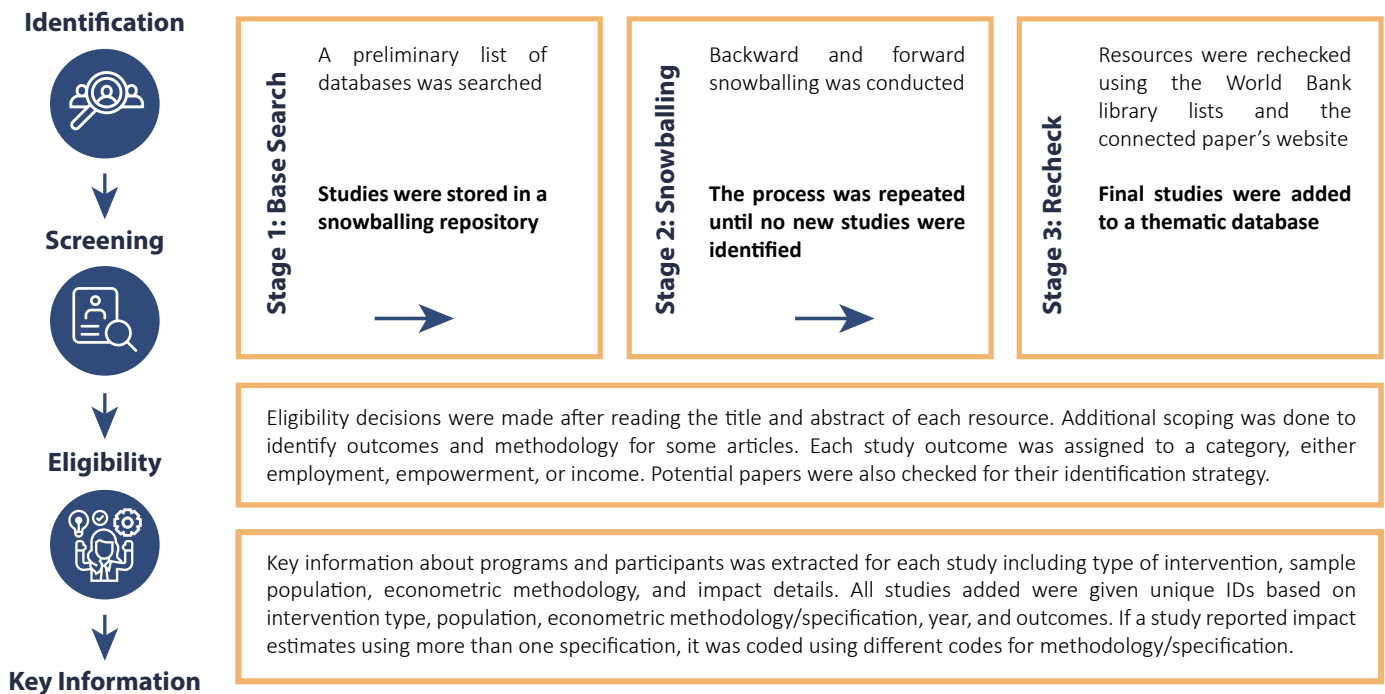 Identification
Stage 1: Base Search
A preliminary list of
databases was searched
Studies were stored in a
snowballing repository
Stage 2: Snowballing
Backward and forward
snowballing was conducted
The process was repeated
until no new studies were
identified
Stage 3: Recheck
Resources were rechecked
using the World Bank
library lists and the
connected paper’s website
Final studies were added
to a thematic database
Screening
Eligibility
Eligibility decisions were made after reading the title and abstract of each resource. Additional scoping was done to
identify outcomes and methodology for some articles. Each study outcome was assigned to a category, either
employment, empowerment, or income. Potential papers were also checked for their identification strategy.
Key Information
Key information about programs and participants was extracted for each study including type of intervention, sample
population, econometric methodology, and impact details. All studies added were given unique IDs based on
intervention type, population, econometric methodology/specification, year, and outcomes. If a study reported impact
estimates using more than one specification, it was coded using different codes for methodology/specification.